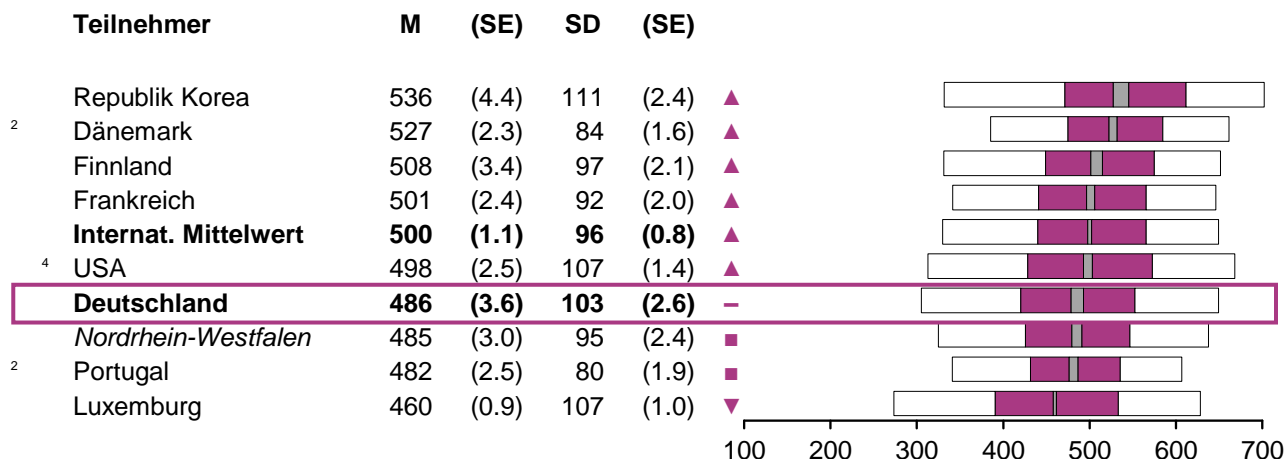 Teilnehmer M (SE) SD (SE)
Republik Korea 536 (4.4) 111 (2.4) ▲
2 Dänemark 527 (2.3) 84 (1.6) ▲
Finnland 508 (3.4) 97 (2.1) ▲
Frankreich 501 (2.4) 92 (2.0) ▲
Internat. Mittelwert 500 (1.1) 96 (0.8) ▲
4 USA 498 (2.5) 107 (1.4) ▲
Deutschland 486 (3.6) 103 (2.6) –
Nordrhein-Westfalen 485 (3.0) 95 (2.4) ■
2 Portugal 482 (2.5) 80 (1.9) ■
Luxemburg 460 (0.9) 107 (1.0) ▼
100 200 300 400 500 600 700